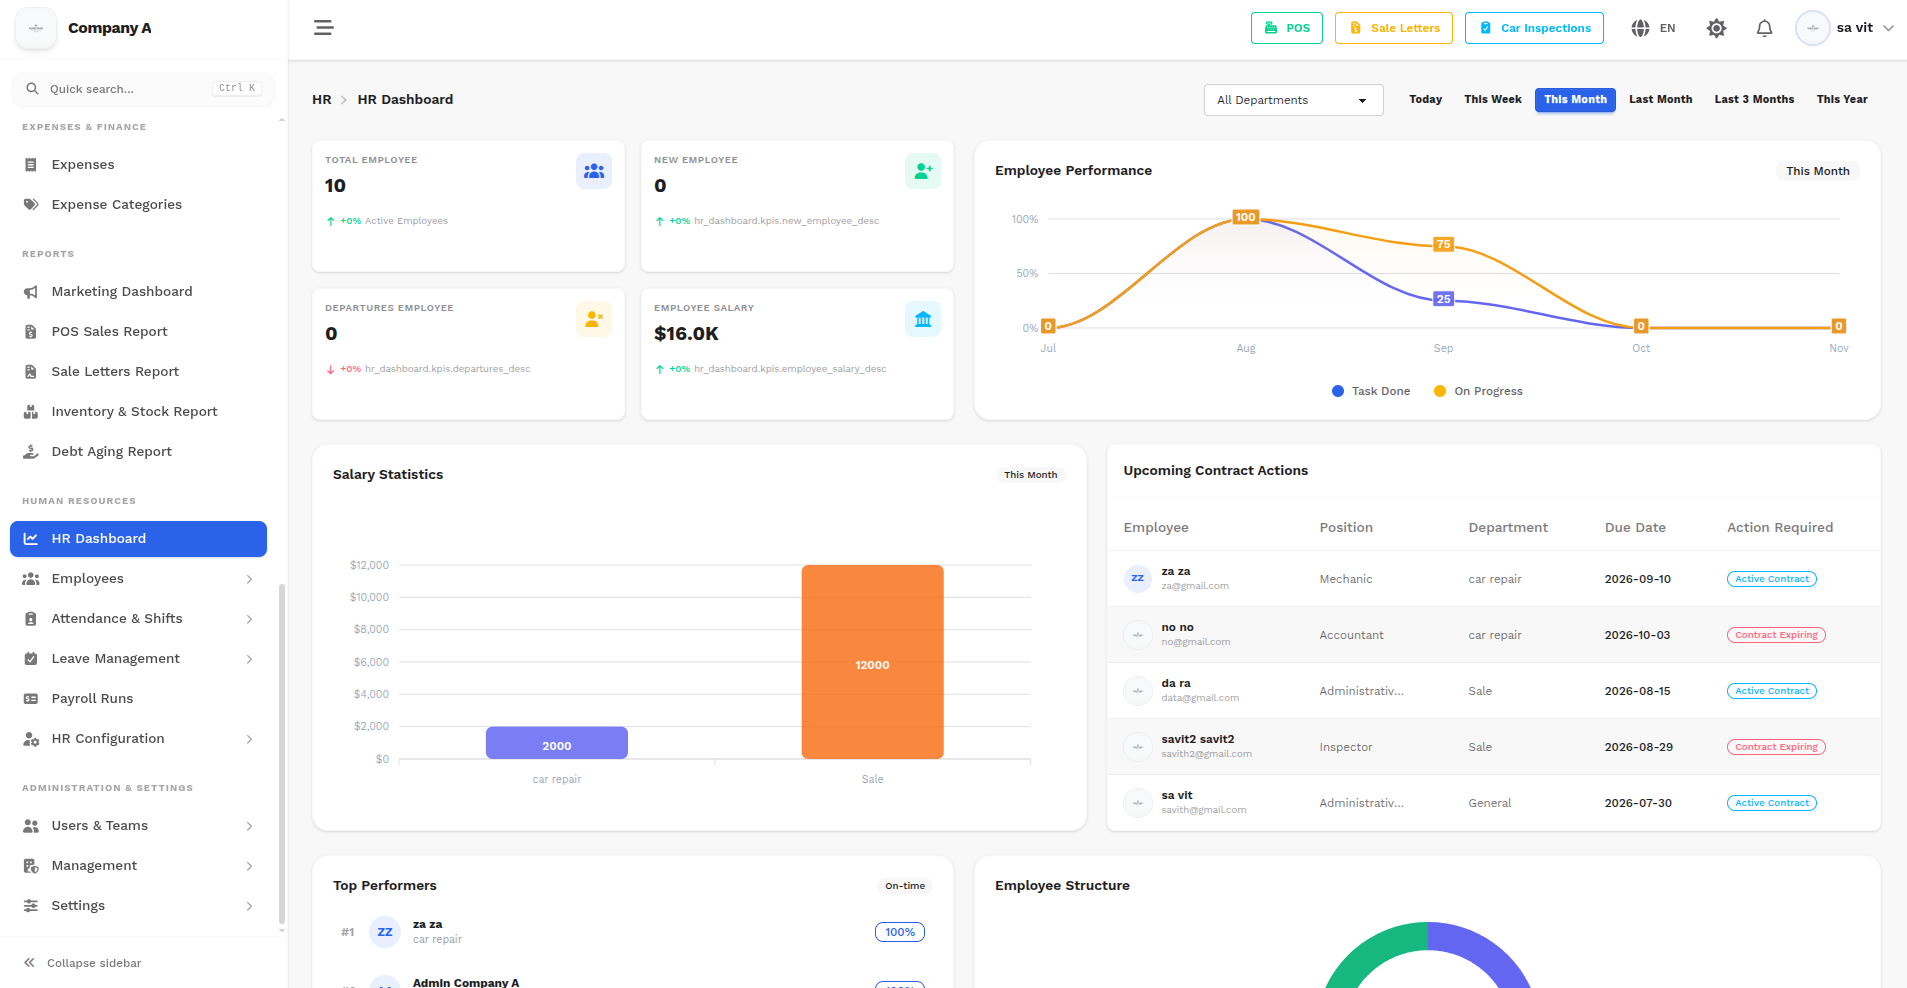 Company A
Quick search...
Ctrl K
EXPENSES & FINANCE
Expenses
Expense Categories
REPORTS
Marketing Dashboard
POS Sales Report
Sale Letters Report
Inventory & Stock Report
Debt Aging Report
HUMAN RESOURCES
HR Dashboard
Employees
Attendance & Shifts
Leave Management
Payroll Runs
HR Configuration
ADMINISTRATION & SETTINGS
Users & Teams
Management
Settings
Collapse sidebar
POS
Sale Letters
Car Inspections
EN
sa vit
HR > HR Dashboard
All Departments
Today
This Week
This Month
Last Month
Last 3 Months
This Year
TOTAL EMPLOYEE
10
+0% Active Employees
NEW EMPLOYEE
0
+0% hr_dashboard.kpis.new_employee_desc
DEPARTURES EMPLOYEE
0
+0% hr_dashboard.kpis.departures_desc
EMPLOYEE SALARY
$16.0K
+0% hr_dashboard.kpis.employee_salary_desc
Employee Performance
This Month
100%
50%
0%
0
100
75
25
0
0
Jul
Aug
Sep
Oct
Nov
Task Done
On Progress
Salary Statistics
This Month
$12,000
$10,000
$8,000
$6,000
$4,000
$2,000
$0
2000
12000
car repair
Sale
Upcoming Contract Actions
Employee Position Department Due Date Action Required
ZZ
za za
za@gmail.com
Mechanic
car repair
2026-09-10
Active Contract
no no
no@gmail.com
Accountant
car repair
2026-10-03
Contract Expiring
da ra
data@gmail.com
Administrativ...
Sale
2026-08-15
Active Contract
savit2 savit2
savith2@gmail.com
Inspector
Sale
2026-08-29
Contract Expiring
sa vit
savith@gmail.com
Administrativ...
General
2026-07-30
Active Contract
Top Performers
On-time
#1
ZZ
za za
car repair
100%
Admin Company A
Employee Structure